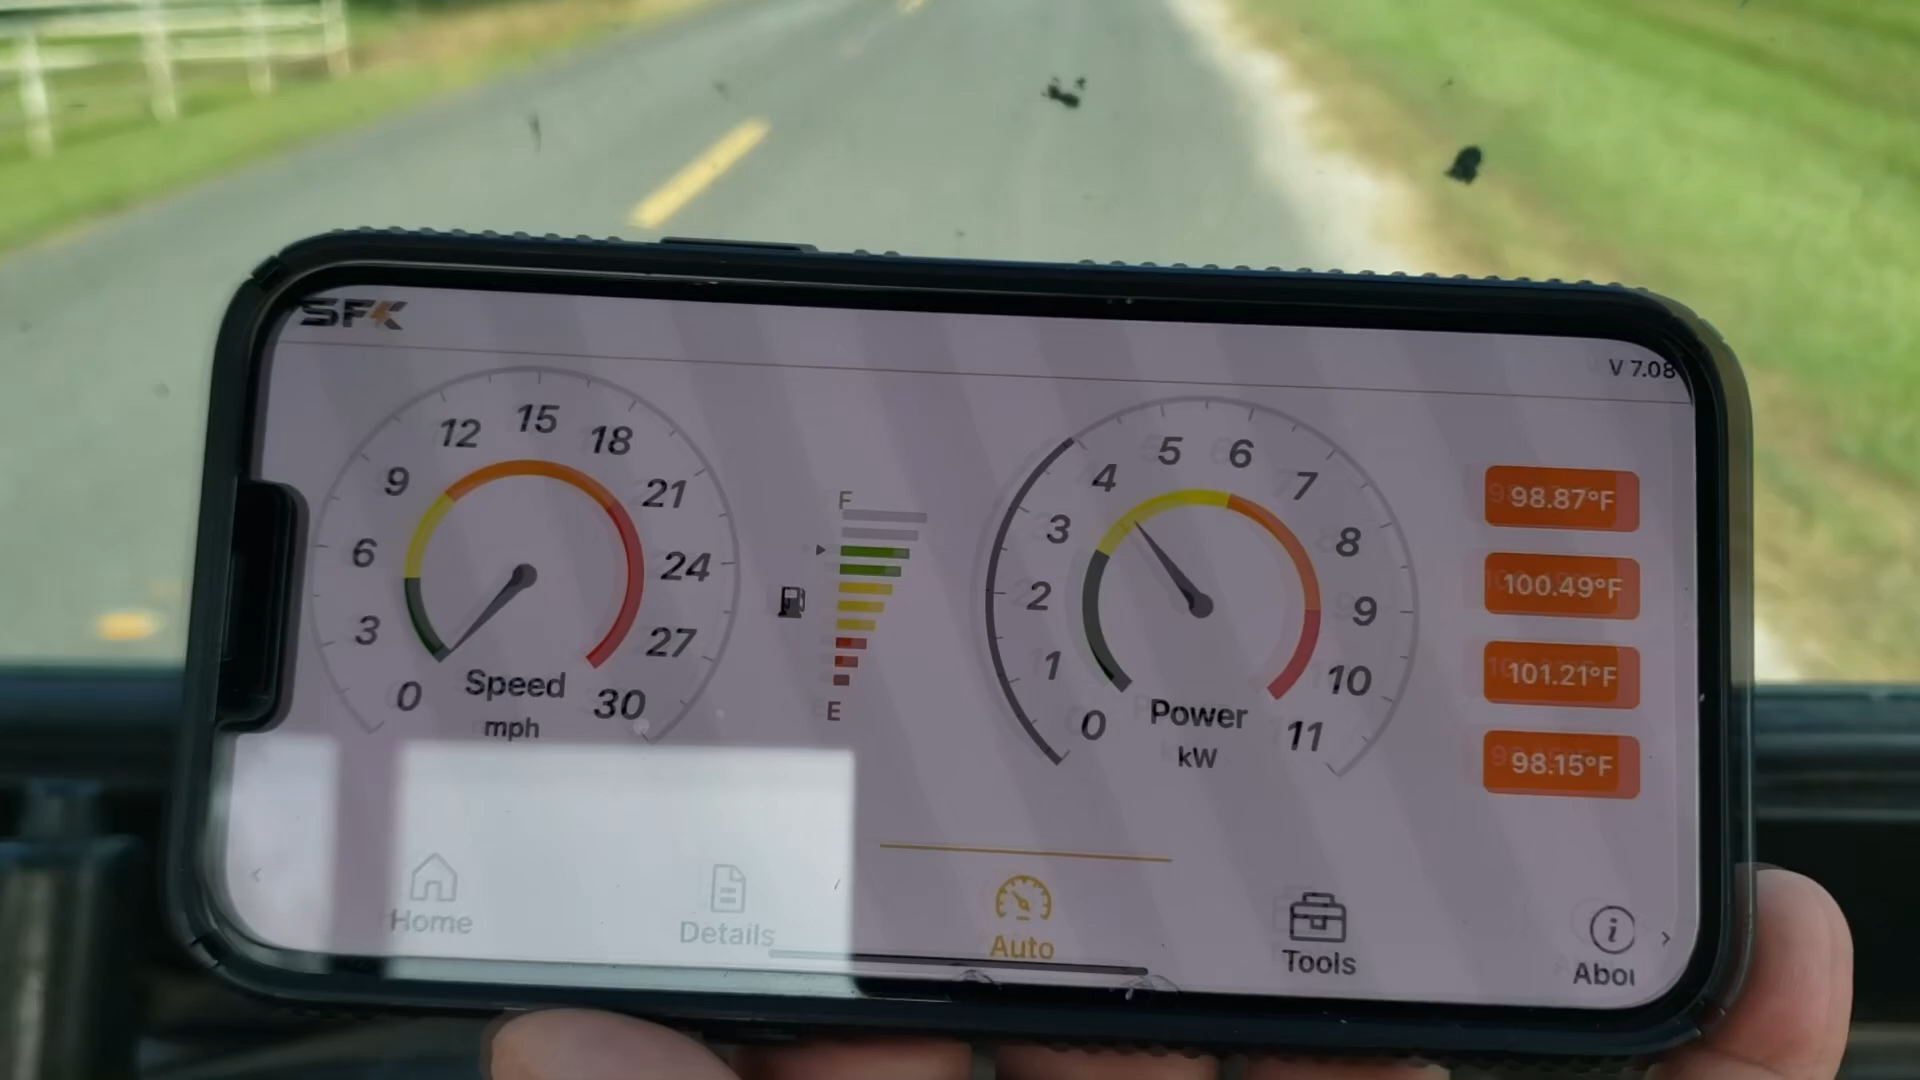 SFK
V 7.08
0
3
6
9
12
15
18
21
24
27
30
Speed
mph
F
E
0
1
2
3
4
5
6
7
8
9
10
11
Power
kW
98.87°F
100.49°F
101.21°F
98.15°F
Home
Details
Auto
Tools
Abou